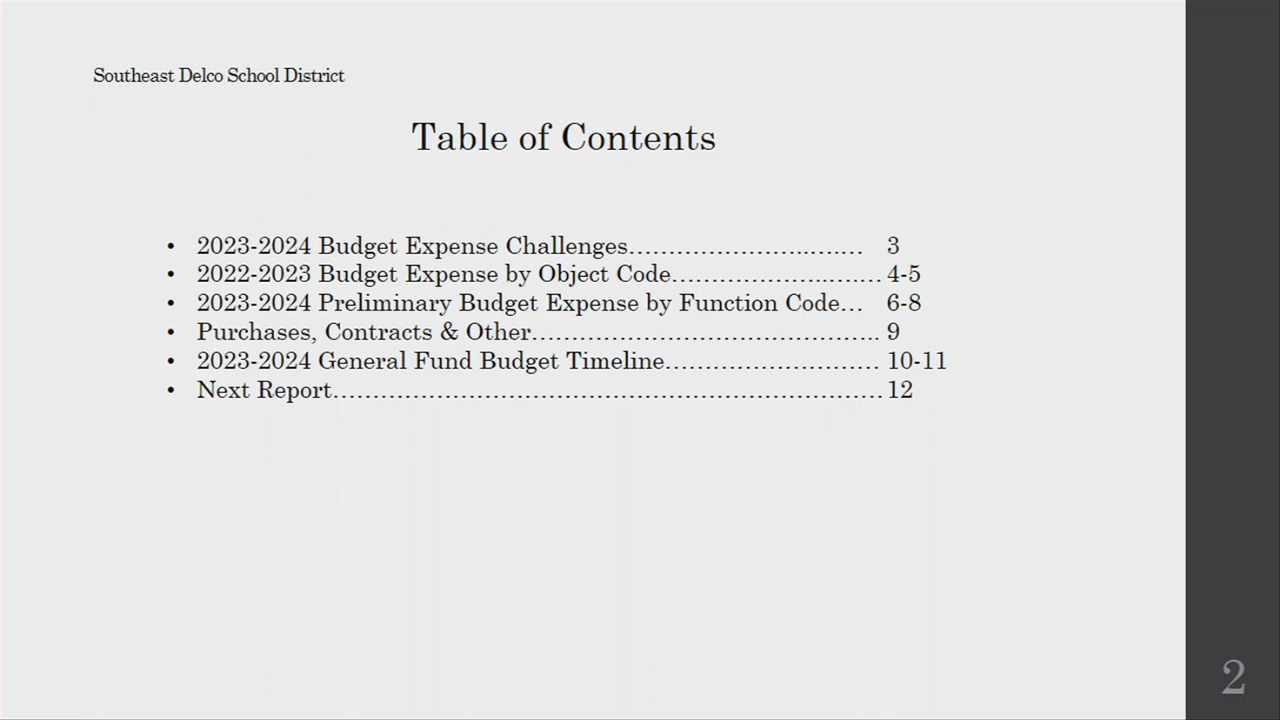 Southeast Delco School District
Table of Contents
• 2023-2024 Budget Expense Challenges…………………..….… 3
• 2022-2023 Budget Expense by Object Code………………..….… 4-5
• 2023-2024 Preliminary Budget Expense by Function Code… 6-8
• Purchases, Contracts & Other…………………………………………….. 9
• 2023-2024 General Fund Budget Timeline…………………………. 10-11
• Next Report……………………………………………………………………… 12
2